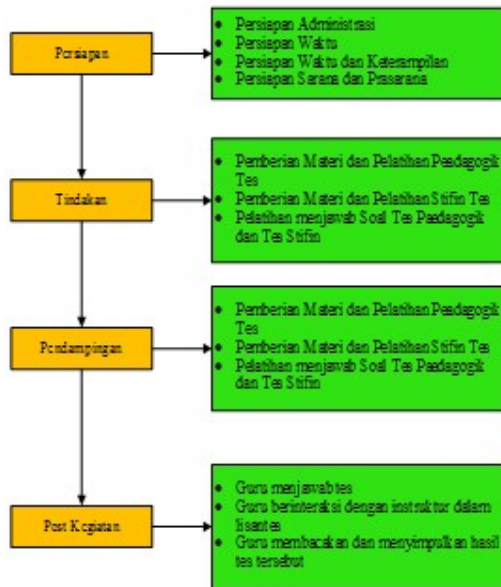 Persiapan
• Persiapan Administrasi
• Persiapan Waktu
• Persiapan Waktu dan Keterampilan
• Persiapan Sarana dan Prasarana
Tindakan
• Pemberian Materi dan Pelatihan Paedagogik
Tes
• Pemberian Materi dan Pelatihan Stifin Tes
• Pelatihan menjawab Soal Tes Paedagogik
dan Tes Stifin
Pendampingan
• Pemberian Materi dan Pelatihan Paedagogik
Tes
• Pemberian Materi dan Pelatihan Stifin Tes
• Pelatihan menjawab Soal Tes Paedagogik
dan Tes Stifin
Post Kegiatan
• Guru menjawab tes
• Guru berinteraksi dengan instruktur dalam
lisan tes
• Guru membacakan dan menyimpulkan hasil
tes tersebut